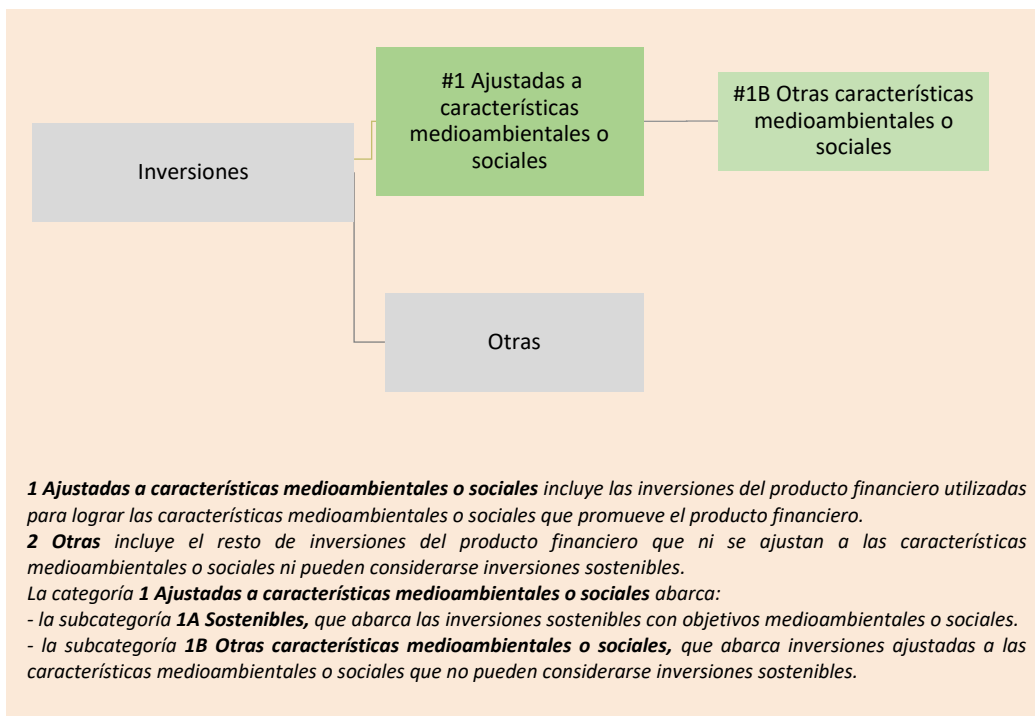 #1 Ajustadas a
características
medioambientales o
sociales
#1B Otras características
medioambientales o
sociales
Inversiones
Otras
1 Ajustadas a características medioambientales o sociales incluye las inversiones del producto financiero utilizadas
para lograr las características medioambientales o sociales que promueve el producto financiero.
2 Otras incluye el resto de inversiones del producto financiero que ni se ajustan a las características
medioambientales o sociales ni pueden considerarse inversiones sostenibles.
La categoría 1 Ajustadas a características medioambientales o sociales abarca:
- la subcategoría 1A Sostenibles, que abarca las inversiones sostenibles con objetivos medioambientales o sociales.
- la subcategoría 1B Otras características medioambientales o sociales, que abarca inversiones ajustadas a las
características medioambientales o sociales que no pueden considerarse inversiones sostenibles.